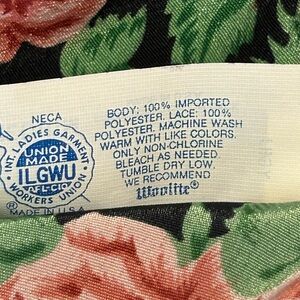 NECA
INT. LADIES GARMENT
WORKERS UNION
UNION
MADE
ILGWU
AFL-CIO
®
MADE IN U.S.A.
BODY: 100% IMPORTED
POLYESTER. LACE: 100%
POLYESTER. MACHINE WASH
WARM WITH LIKE COLORS.
ONLY NON-CHLORINE
BLEACH AS NEEDED.
TUMBLE DRY LOW.
WE RECOMMEND
Woolite®